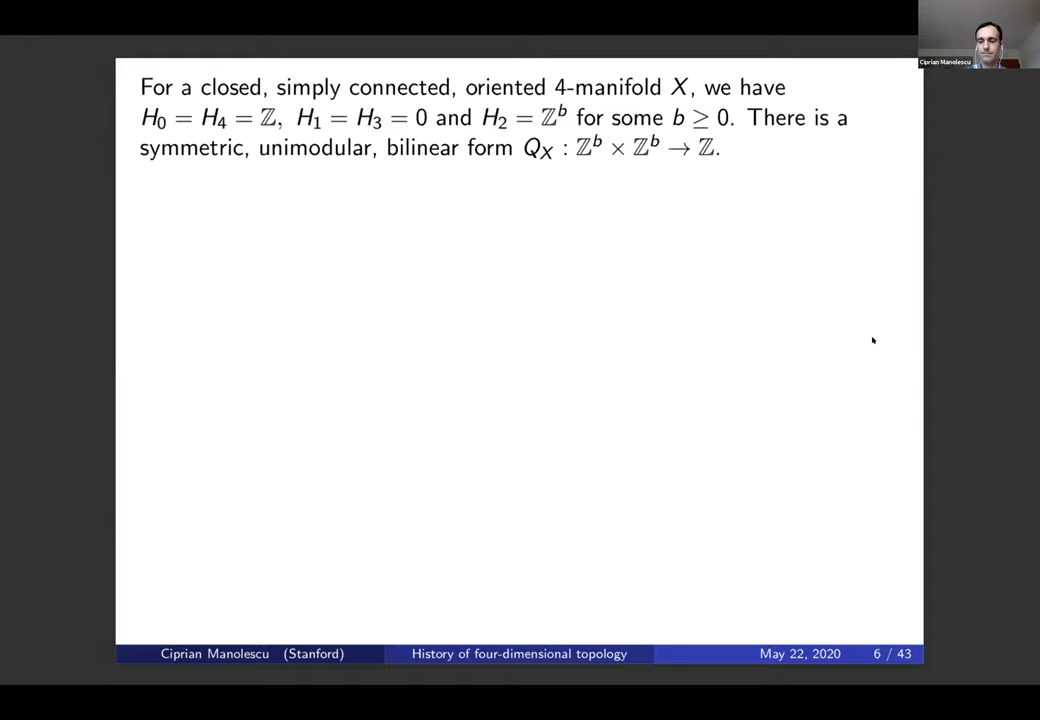 Ciprian Manolescu
For a closed, simply connected, oriented 4-manifold X, we have
H₀ = H₄ = ℤ, H₁ = H₃ = 0 and H₂ = ℤᵇ for some b ≥ 0. There is a
symmetric, unimodular, bilinear form Q_X : ℤᵇ × ℤᵇ → ℤ.
Ciprian Manolescu (Stanford) History of four-dimensional topology May 22, 2020 6 / 43